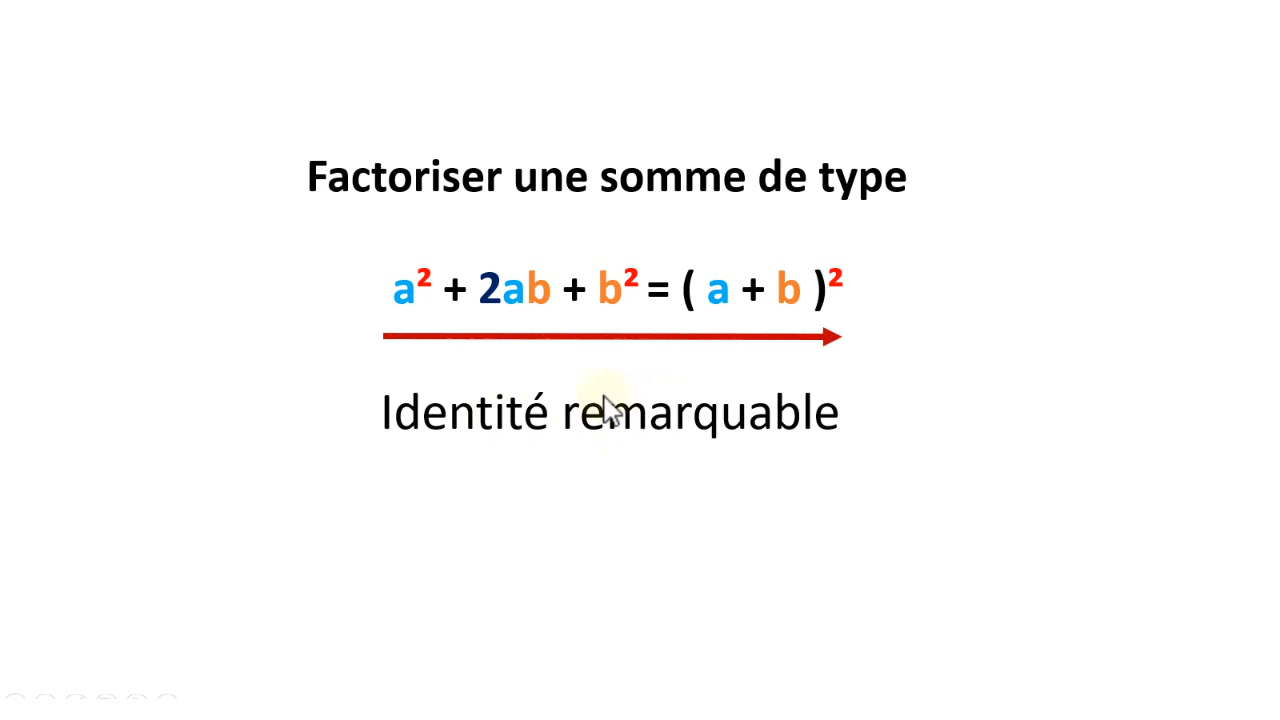 Factoriser une somme de type
a² + 2ab + b² = ( a + b )²
Identité remarquable